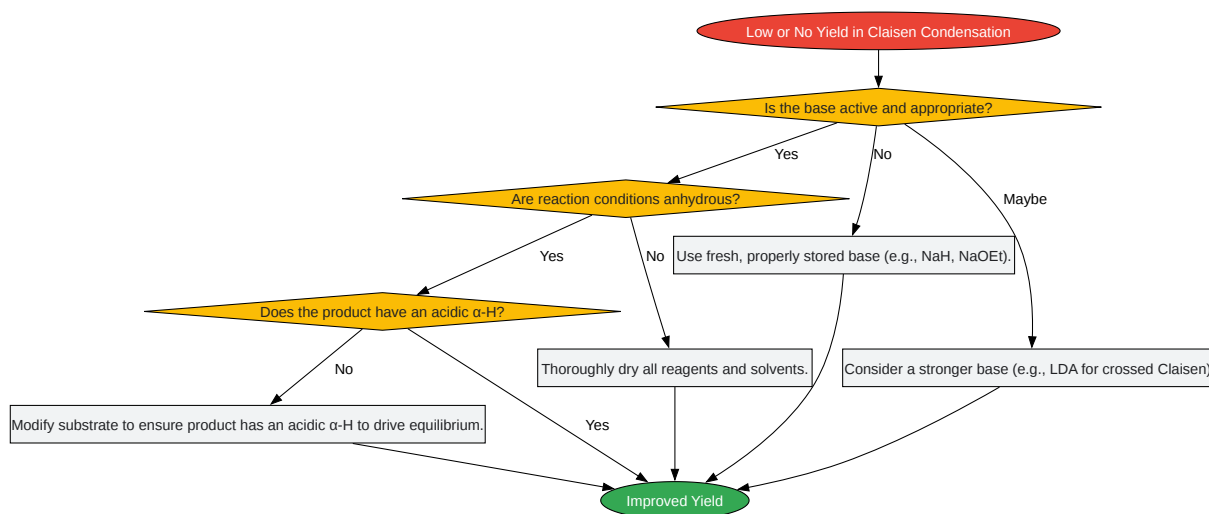 Low or No Yield in Claisen Condensation
Is the base active and appropriate?
Yes
No
Are reaction conditions anhydrous?
Maybe
Yes
No
Use fresh, properly stored base (e.g., NaH, NaOEt).
Does the product have an acidic α-H?
No
Thoroughly dry all reagents and solvents.
Consider a stronger base (e.g., LDA for crossed Claisen)
Modify substrate to ensure product has an acidic α-H to drive equilibrium.
Yes
Improved Yield